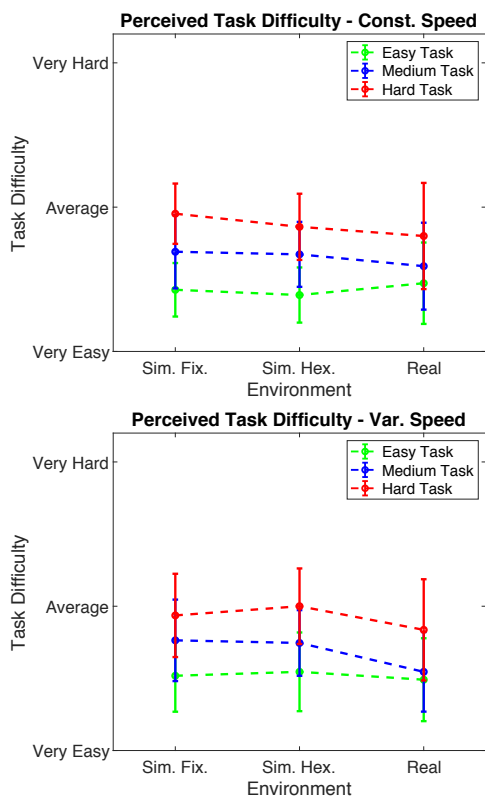 Perceived Task Difficulty - Const. Speed
Very Hard
Easy Task
Medium Task
Hard Task
Task Difficulty
Average
Very Easy
Sim. Fix.
Sim. Hex.
Real
Environment
Perceived Task Difficulty - Var. Speed
Very Hard
Easy Task
Medium Task
Hard Task
Task Difficulty
Average
Very Easy
Sim. Fix.
Sim. Hex.
Real
Environment